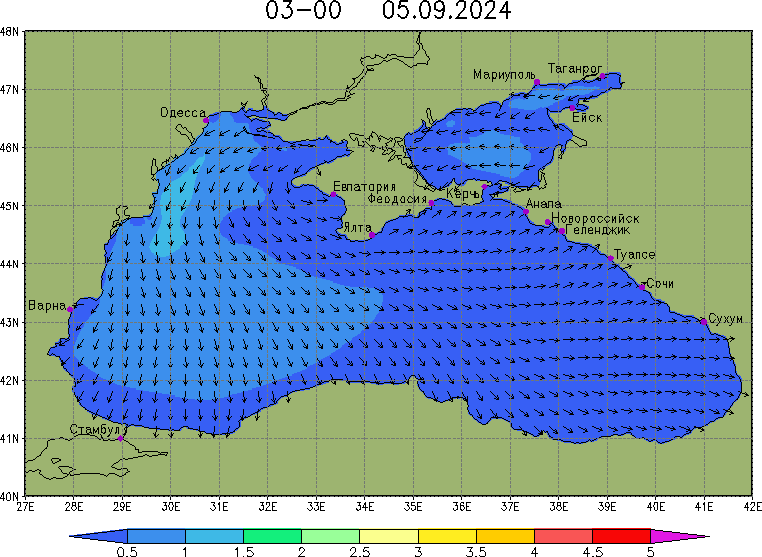 03-00 05.09.2024
48N
Таганрог
Мариуполь
47N
Ейск
Одесса
46N
Евпатория
Керчь
Феодосия
Анапа
45N
Новороссийск
Ялта
Геленджик
Туапсе
44N
Сочи
Варна
Сухум
43N
42N
Стамбул
41N
40N
27E 28E 29E 30E 31E 32E 33E 34E 35E 36E 37E 38E 39E 40E 41E 42E
0.5 1 1.5 2 2.5 3 3.5 4 4.5 5